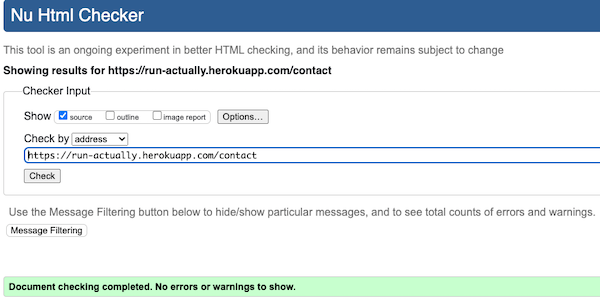 Nu Html Checker
This tool is an ongoing experiment in better HTML checking, and its behavior remains subject to change
Showing results for https://run-actually.herokuapp.com/contact
Checker Input
Show source outline image report Options...
Check by address
https://run-actually.herokuapp.com/contact
Check
Use the Message Filtering button below to hide/show particular messages, and to see total counts of errors and warnings.
Message Filtering
Document checking completed. No errors or warnings to show.